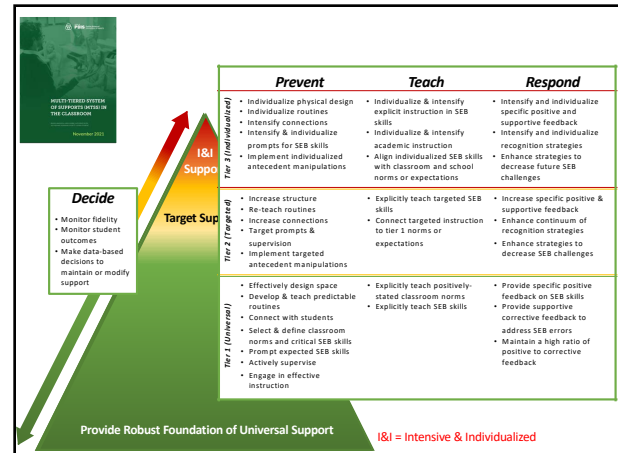 PBIS
MULTI-TIERED SYSTEM
OF SUPPORTS (MTSS) IN
THE CLASSROOM
November 2021
Prevent
Teach
Respond
Tier 3 (Individualized)
• Individualize physical design
• Individualize routines
• Intensify connections
• Intensify & individualize
prompts for SEB skills
• Implement individualized
antecedent manipulations
• Individualize & intensify
explicit instruction in SEB
skills
• Individualize & intensify
academic instruction
• Align individualized SEB skills
with classroom and school
norms or expectations
• Intensify and individualize
specific positive and
supportive feedback
• Intensify and individualize
recognition strategies
• Enhance strategies to
decrease future SEB
challenges
Tier 2 (Targeted)
• Increase structure
• Re-teach routines
• Increase connections
• Target prompts &
supervision
• Implement targeted
antecedent manipulations
• Explicitly teach targeted SEB
skills
• Connect targeted instruction
to tier 1 norms or
expectations
• Increase specific positive &
supportive feedback
• Enhance continuum of
recognition strategies
• Enhance strategies to
decrease SEB challenges
Tier 1 (Universal)
• Effectively design space
• Develop & teach predictable
routines
• Connect with students
• Select & define classroom
norms and critical SEB skills
• Prompt expected SEB skills
• Actively supervise
• Engage in effective
instruction
• Explicitly teach positively-
stated classroom norms
• Explicitly teach SEB skills
• Provide specific positive
feedback on SEB skills
• Provide supportive
corrective feedback to
address SEB errors
• Maintain a high ratio of
positive to corrective
feedback
I&I
Suppo
Target Sup
Decide
• Monitor fidelity
• Monitor student
outcomes
• Make data-based
decisions to
maintain or modify
support
Provide Robust Foundation of Universal Support
I&I = Intensive & Individualized